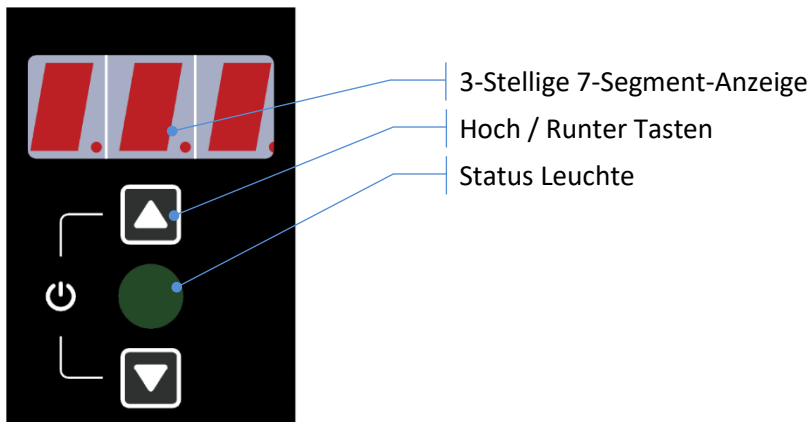 3-Stellige 7-Segment-Anzeige
Hoch / Runter Tasten
Status Leuchte